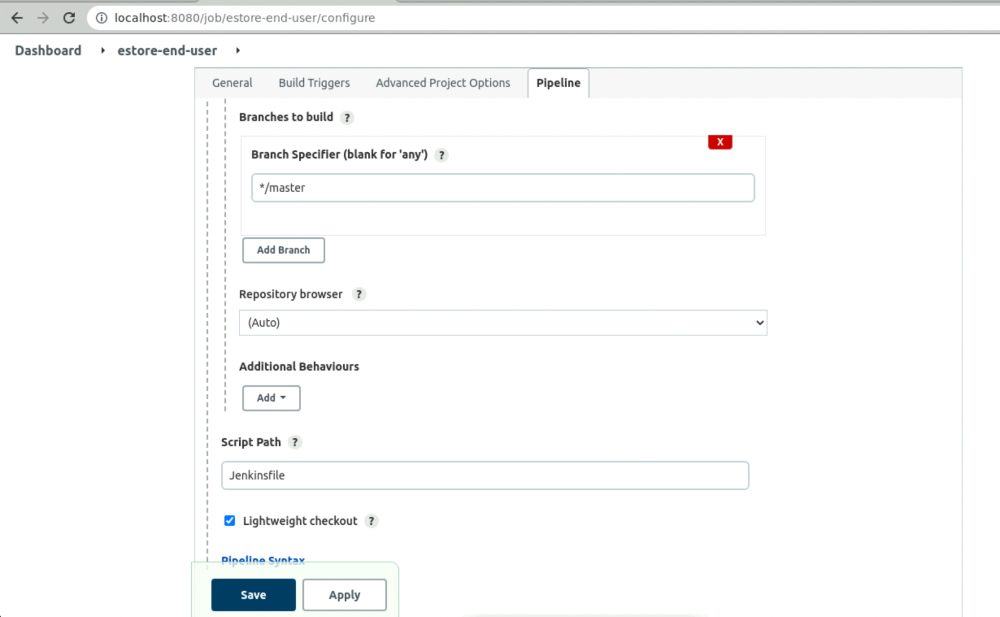 localhost:8080/job/estore-end-user/configure
Dashboard estore-end-user
General Build Triggers Advanced Project Options Pipeline
Branches to build ?
X
Branch Specifier (blank for 'any') ?
*/master
Add Branch
Repository browser ?
(Auto)
Additional Behaviours
Add
Script Path ?
Jenkinsfile
Lightweight checkout ?
Pipeline Syntax
Save Apply